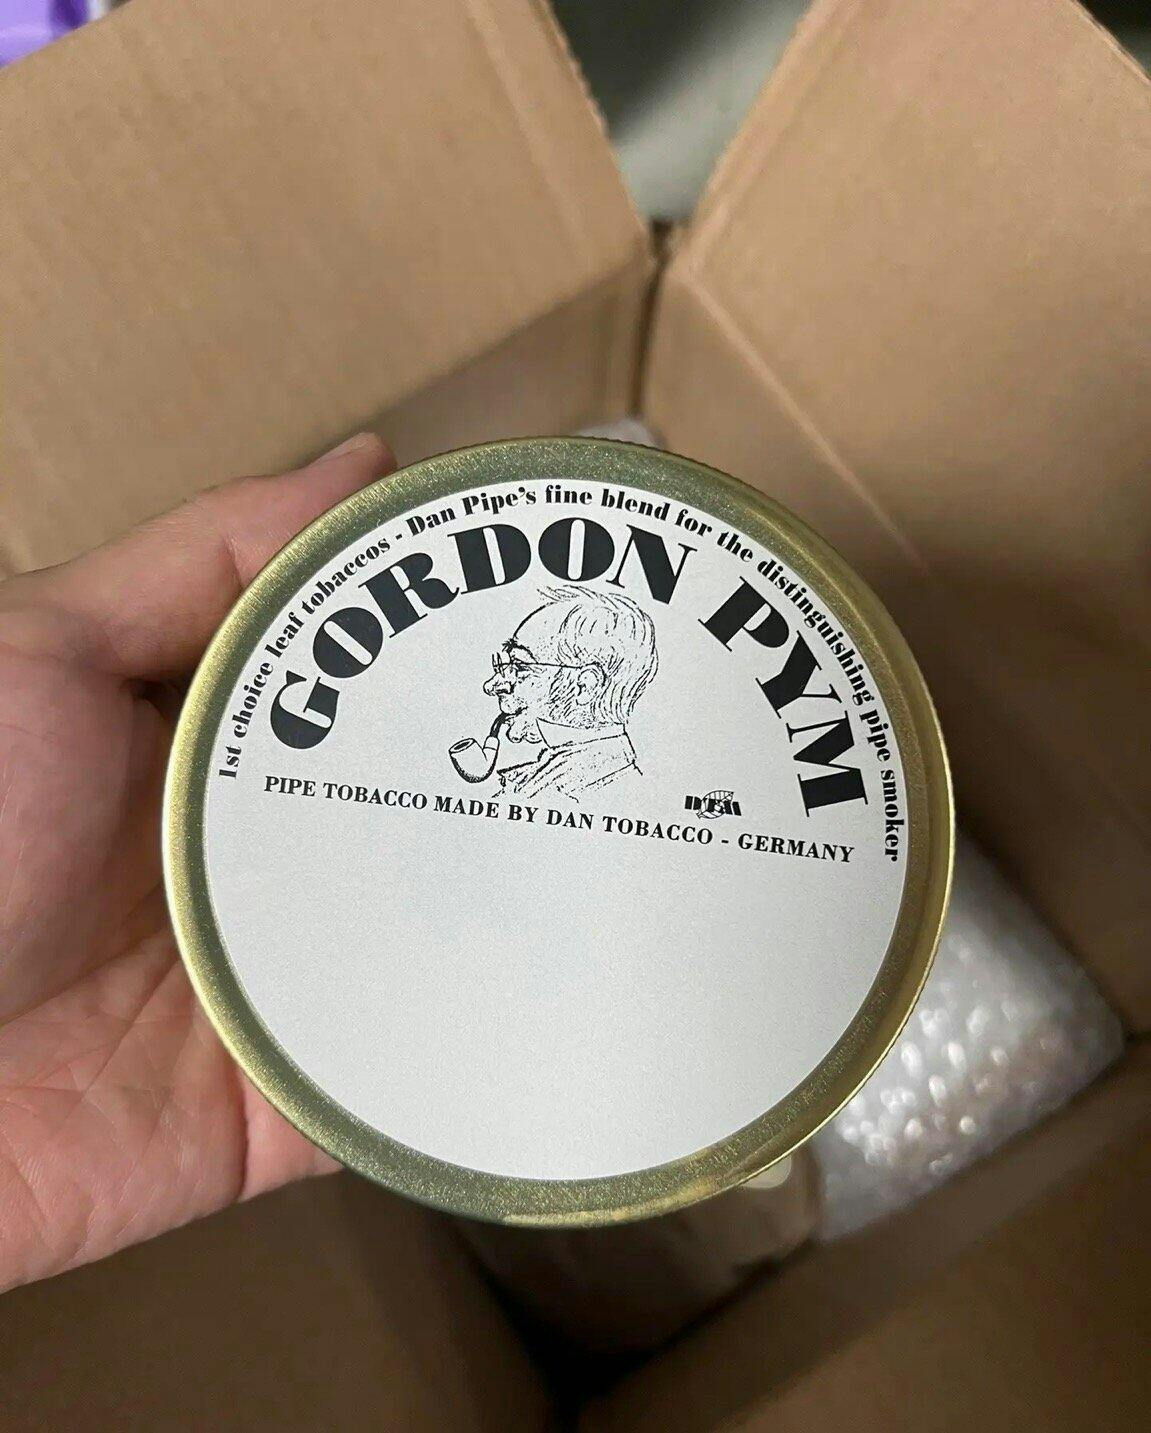 1st choice leaf tobaccos - Dan Pipe's fine blend for the distinguishing pipe smoker
GORDON PYM
DTM
PIPE TOBACCO MADE BY DAN TOBACCO - GERMANY